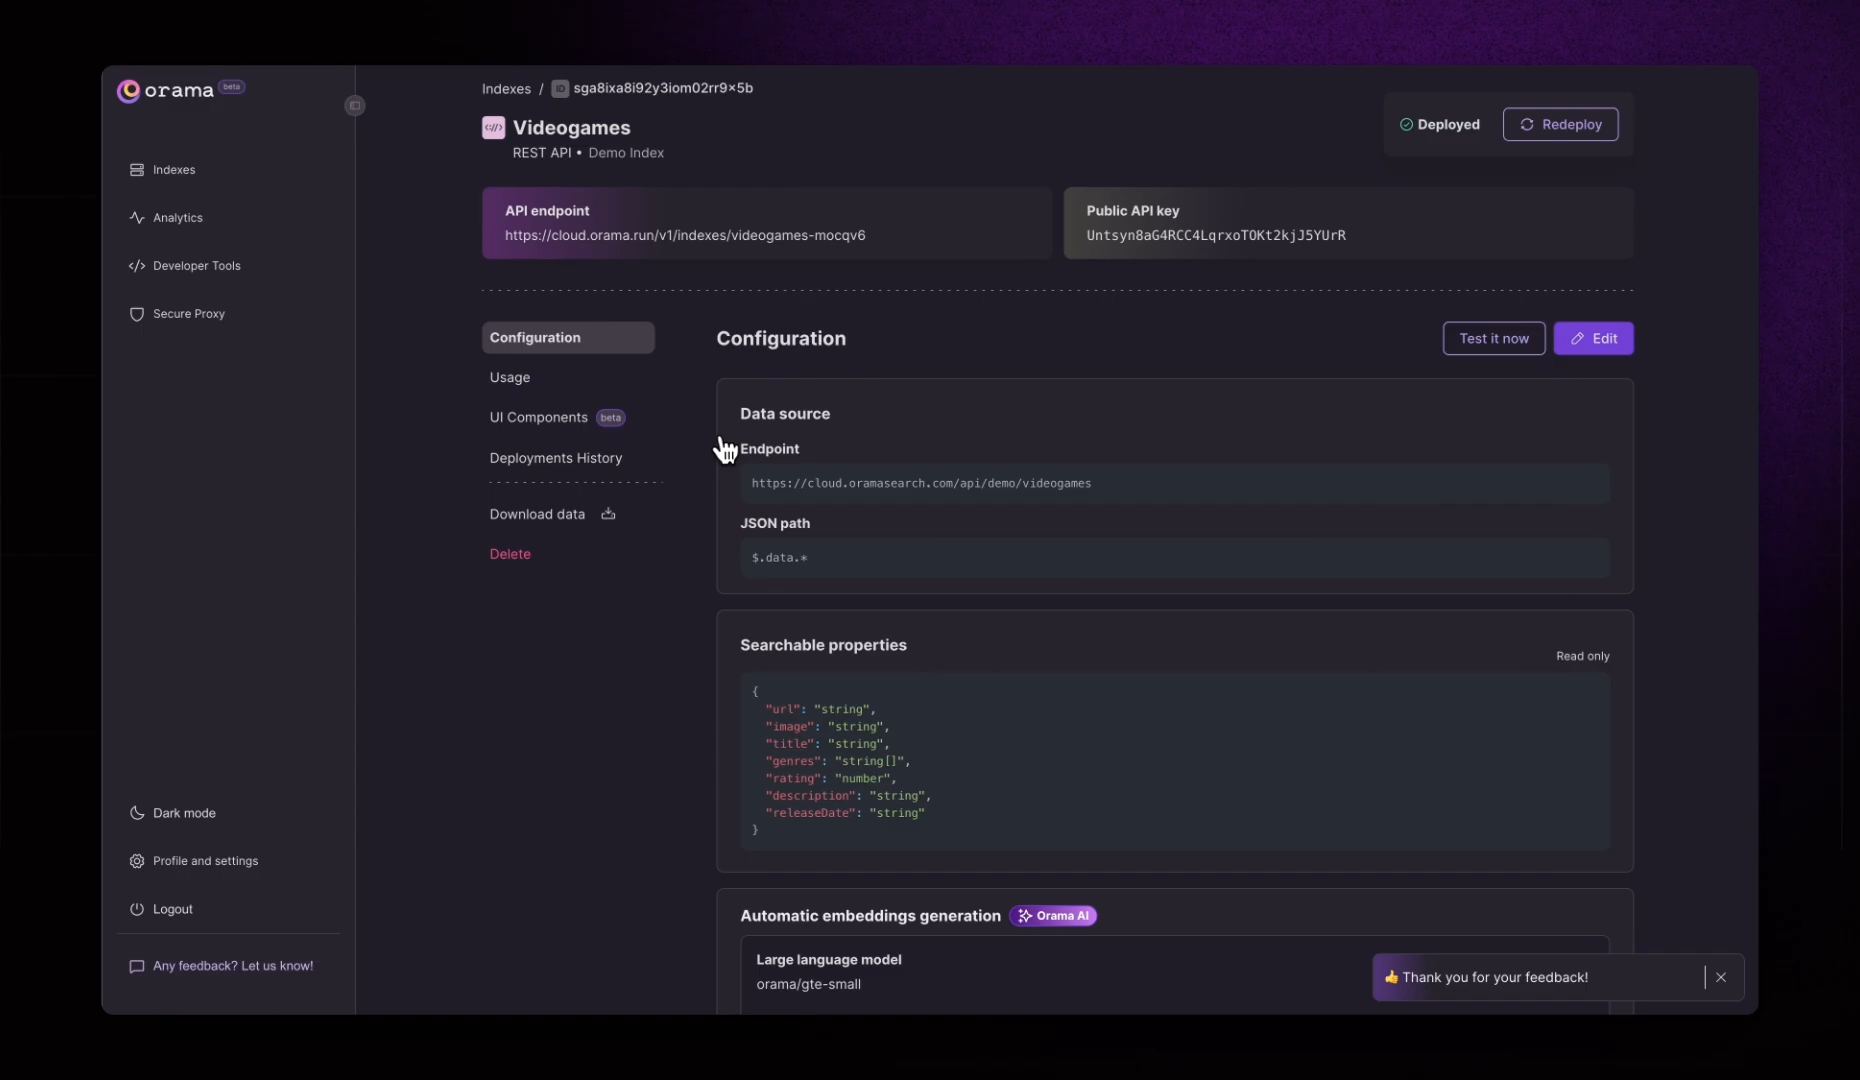 orama beta
Indexes
Analytics
Developer Tools
Secure Proxy
Dark mode
Profile and settings
Logout
Any feedback? Let us know!
Indexes / ID sga8ixa8i92y3iom02rr9x5b
Videogames
REST API • Demo Index
Deployed
Redeploy
API endpoint
https://cloud.orama.run/v1/indexes/videogames-mocqv6
Public API key
Untsyn8aG4RCC4LqrxoTOKt2kjJ5YUrR
Configuration
Usage
UI Components beta
Deployments History
Download data
Delete
Configuration
Test it now
Edit
Data source
Endpoint
https://cloud.oramasearch.com/api/demo/videogames
JSON path
$.data.*
Searchable properties
Read only
{
"url": "string",
"image": "string",
"title": "string",
"genres": "string[]",
"rating": "number",
"description": "string",
"releaseDate": "string"
}
Automatic embeddings generation Orama AI
Large language model
orama/gte-small
👍 Thank you for your feedback!